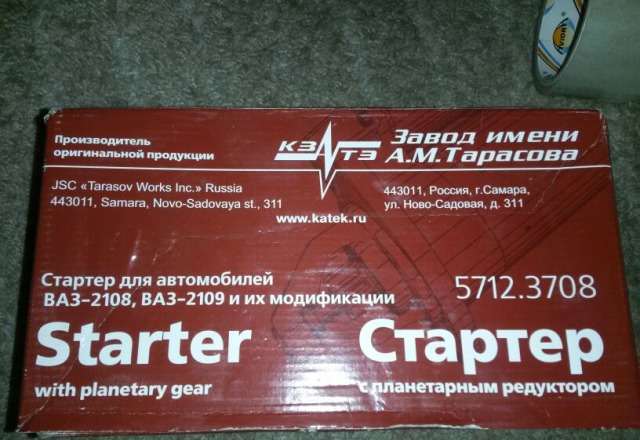 Производитель
оригинальной продукции
КЗАТЭ
Завод имени
А.М.Тарасова
JSC «Tarasov Works Inc.» Russia
443011, Samara, Novo-Sadovaya st., 311
443011, Россия, г.Самара,
ул. Ново-Садовая, д. 311
www.katek.ru
Стартер для автомобилей
ВАЗ-2108, ВАЗ-2109 и их модификации
5712.3708
Starter
with planetary gear
Стартер
с планетарным редуктором
AVIORA